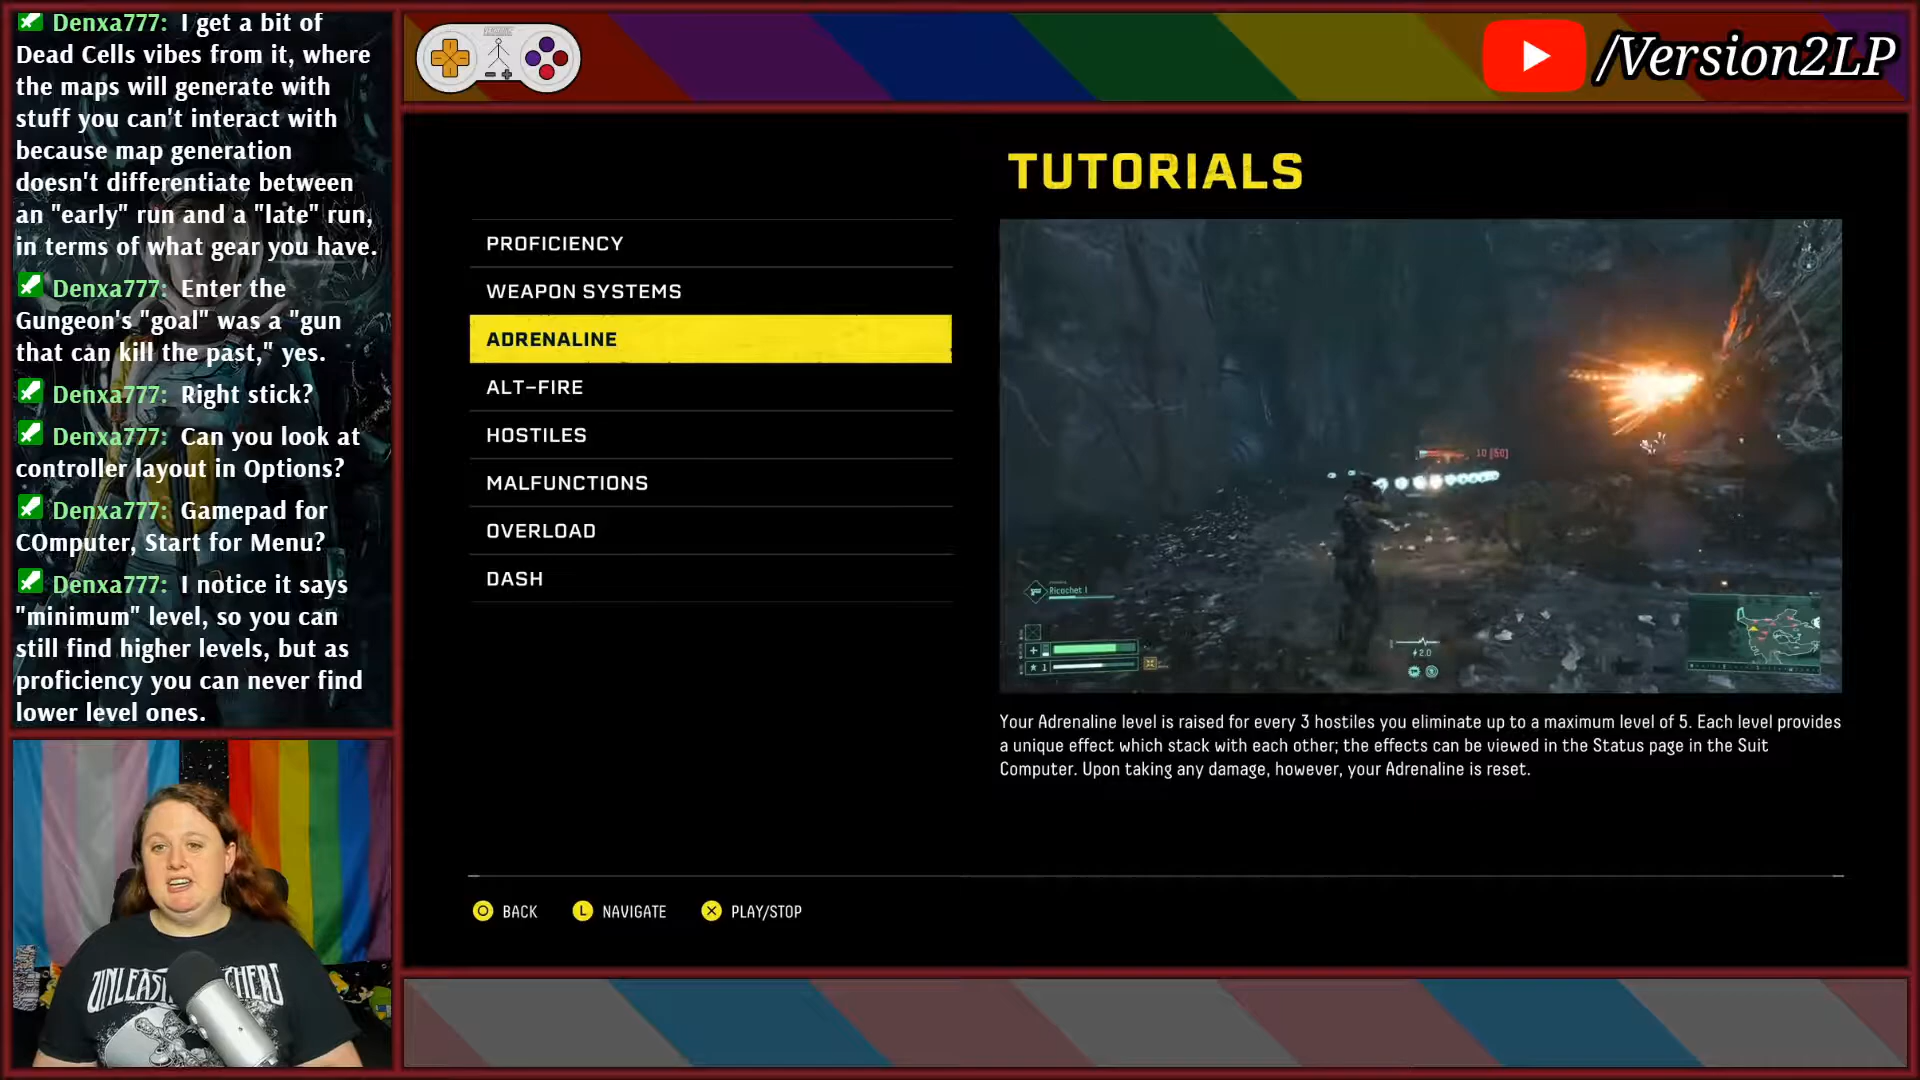 Denxa777: I get a bit of
Dead Cells vibes from it, where
the maps will generate with
stuff you can't interact with
because map generation
doesn't differentiate between
an "early" run and a "late" run,
in terms of what gear you have.
Denxa777: Enter the
Gungeon's "goal" was a "gun
that can kill the past," yes.
Denxa777: Right stick?
Denxa777: Can you look at
controller layout in Options?
Denxa777: Gamepad for
COmputer, Start for Menu?
Denxa777: I notice it says
"minimum" level, so you can
still find higher levels, but as
proficiency you can never find
lower level ones.
/Version2LP
TUTORIALS
PROFICIENCY
WEAPON SYSTEMS
ADRENALINE
ALT-FIRE
HOSTILES
MALFUNCTIONS
OVERLOAD
DASH
10 [50]
Ricochet I
1
2.0
Your Adrenaline level is raised for every 3 hostiles you eliminate up to a maximum level of 5. Each level provides
a unique effect which stack with each other; the effects can be viewed in the Status page in the Suit
Computer. Upon taking any damage, however, your Adrenaline is reset.
BACK
L NAVIGATE
PLAY/STOP